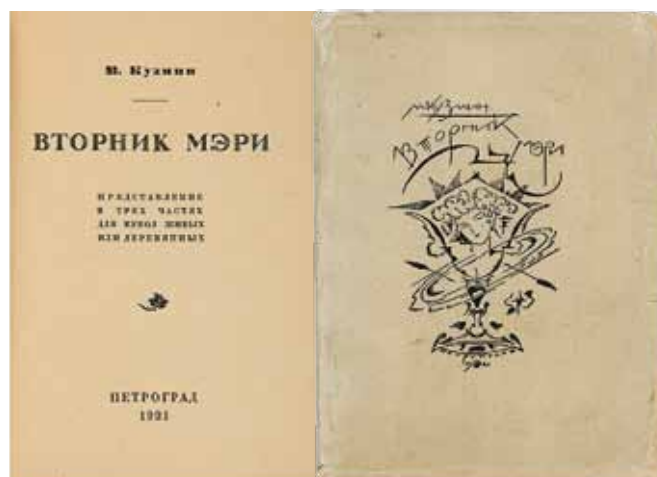 М. Кузмин
ВТОРНИК МЭРИ
ПРЕДСТАВЛЕНИЕ
В ТРЕХ ЧАСТЯХ
ДЛЯ КУКОЛ ЖИВЫХ
ИЛИ ДЕРЕВЯННЫХ
ПЕТРОГРАД
1921
М. Кузмин
Вторник Мэри